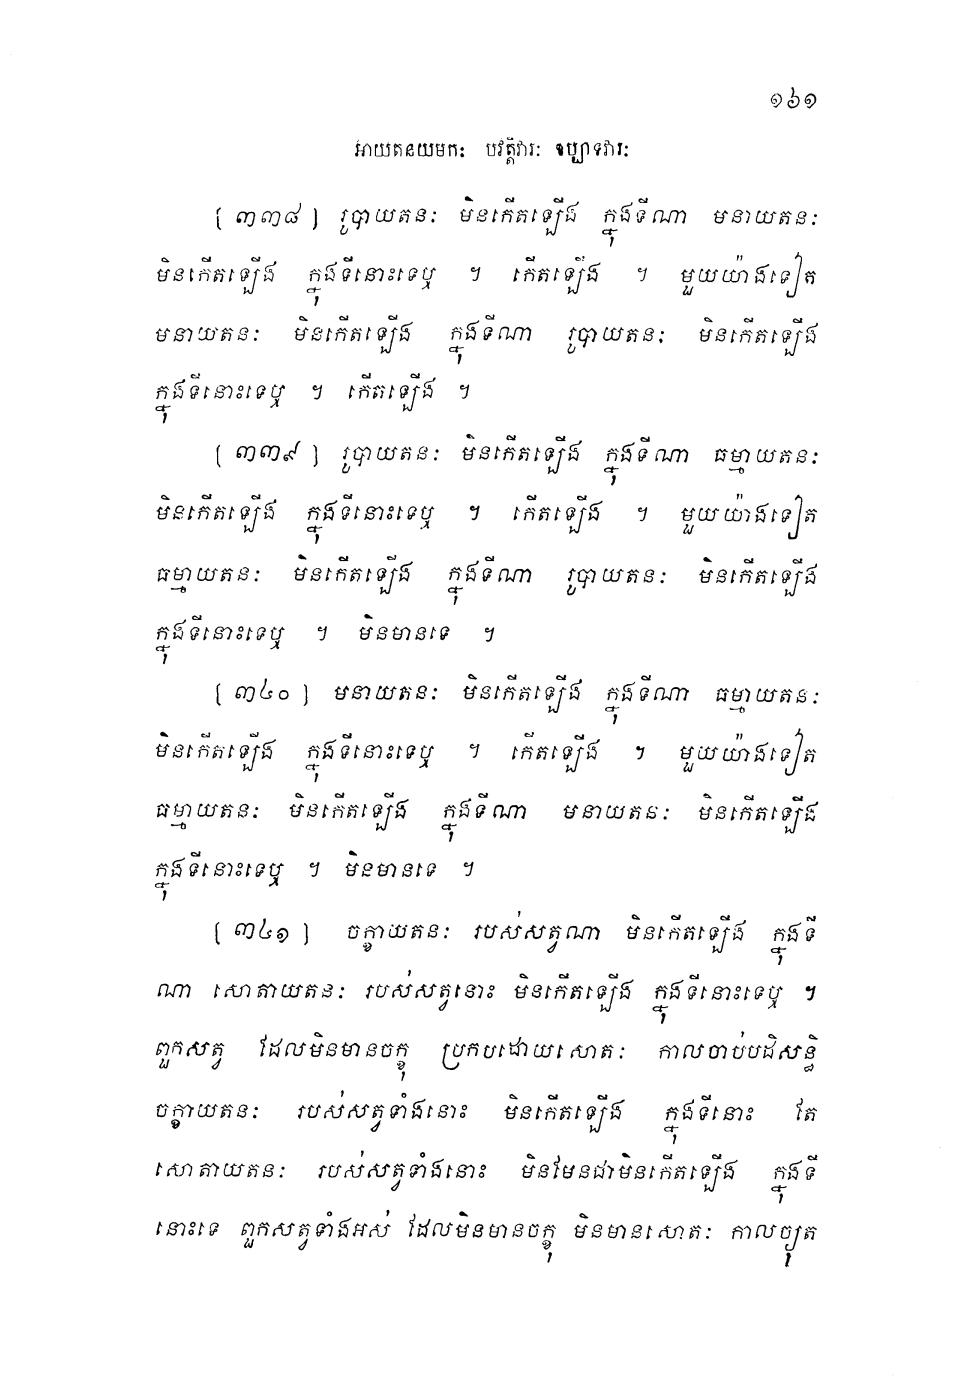 ១៦១
អាយតនយមកៈ បវត្តិវារៈ ឧប្បាទវារៈ
[ ៣៣៨ ] រូបាយតនៈ មិនកើតឡើង ក្នុងទីណា មនាយតនៈ
មិនកើតឡើង ក្នុងទីនោះទេឬ ។ កើតឡើង ។ មួយយ៉ាងទៀត
មនាយតនៈ មិនកើតឡើង ក្នុងទីណា រូបាយតនៈ មិនកើតឡើង
ក្នុងទីនោះទេឬ ។ កើតឡើង ។
[ ៣៣៩ ] រូបាយតនៈ មិនកើតឡើង ក្នុងទីណា ធម្មាយតនៈ
មិនកើតឡើង ក្នុងទីនោះទេឬ ។ កើតឡើង ។ មួយយ៉ាងទៀត
ធម្មាយតនៈ មិនកើតឡើង ក្នុងទីណា រូបាយតនៈ មិនកើតឡើង
ក្នុងទីនោះទេឬ ។ មិនមានទេ ។
[ ៣៤០ ] មនាយតនៈ មិនកើតឡើង ក្នុងទីណា ធម្មាយតនៈ
មិនកើតឡើង ក្នុងទីនោះទេឬ ។ កើតឡើង ។ មួយយ៉ាងទៀត
ធម្មាយតនៈ មិនកើតឡើង ក្នុងទីណា មនាយតនៈ មិនកើតឡើង
ក្នុងទីនោះទេឬ ។ មិនមានទេ ។
[ ៣៤១ ] ចក្ខាយតនៈ របស់សត្វណា មិនកើតឡើង ក្នុងទី
ណា សោតាយតនៈ របស់សត្វនោះ មិនកើតឡើង ក្នុងទីនោះទេឬ ។
ពួកសត្វ ដែលមិនមានចក្ខុ ប្រកបដោយសោតៈ កាលចាប់បដិសន្ធិ
ចក្ខាយតនៈ របស់សត្វទាំងនោះ មិនកើតឡើង ក្នុងទីនោះ តែ
សោតាយតនៈ របស់សត្វទាំងនោះ មិនមែនជាមិនកើតឡើង ក្នុងទី
នោះទេ ពួកសត្វទាំងអស់ ដែលមិនមានចក្ខុ មិនមានសោតៈ កាលច្យុត